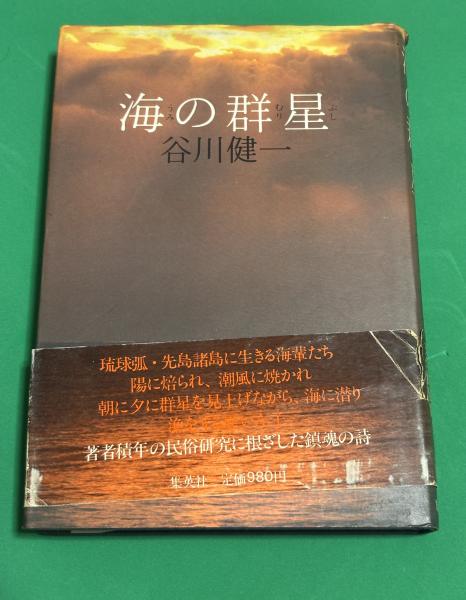 海の群星
うみ むり ぶし
谷川健一
琉球弧・先島諸島に生きる海輩たち
陽に焙られ、潮風に焼かれ
朝に夕に群星を見上げながら、海に潜り
漁を
著者積年の民俗研究に根ざした鎮魂の詩
集英社 定価980円